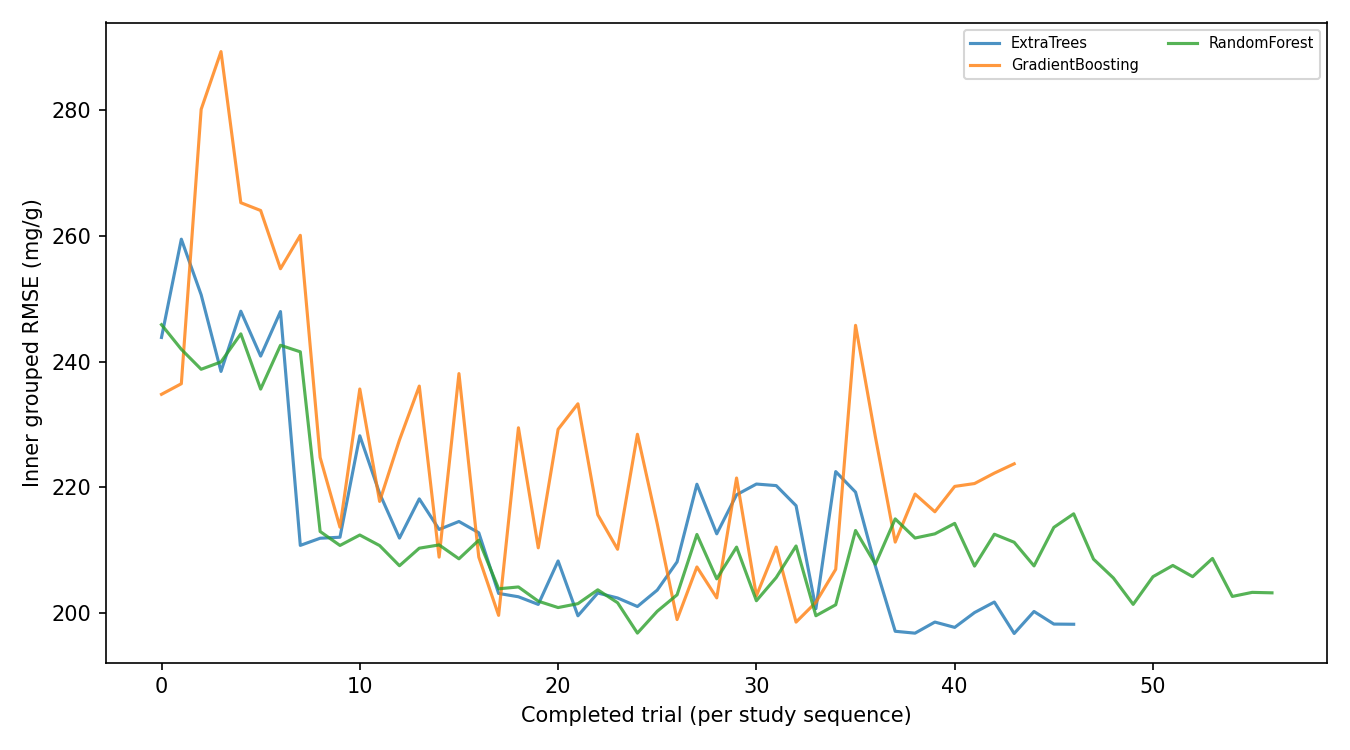 ExtraTrees
GradientBoosting
RandomForest
Inner grouped RMSE (mg/g)
280
260
240
220
200
0 10 20 30 40 50
Completed trial (per study sequence)